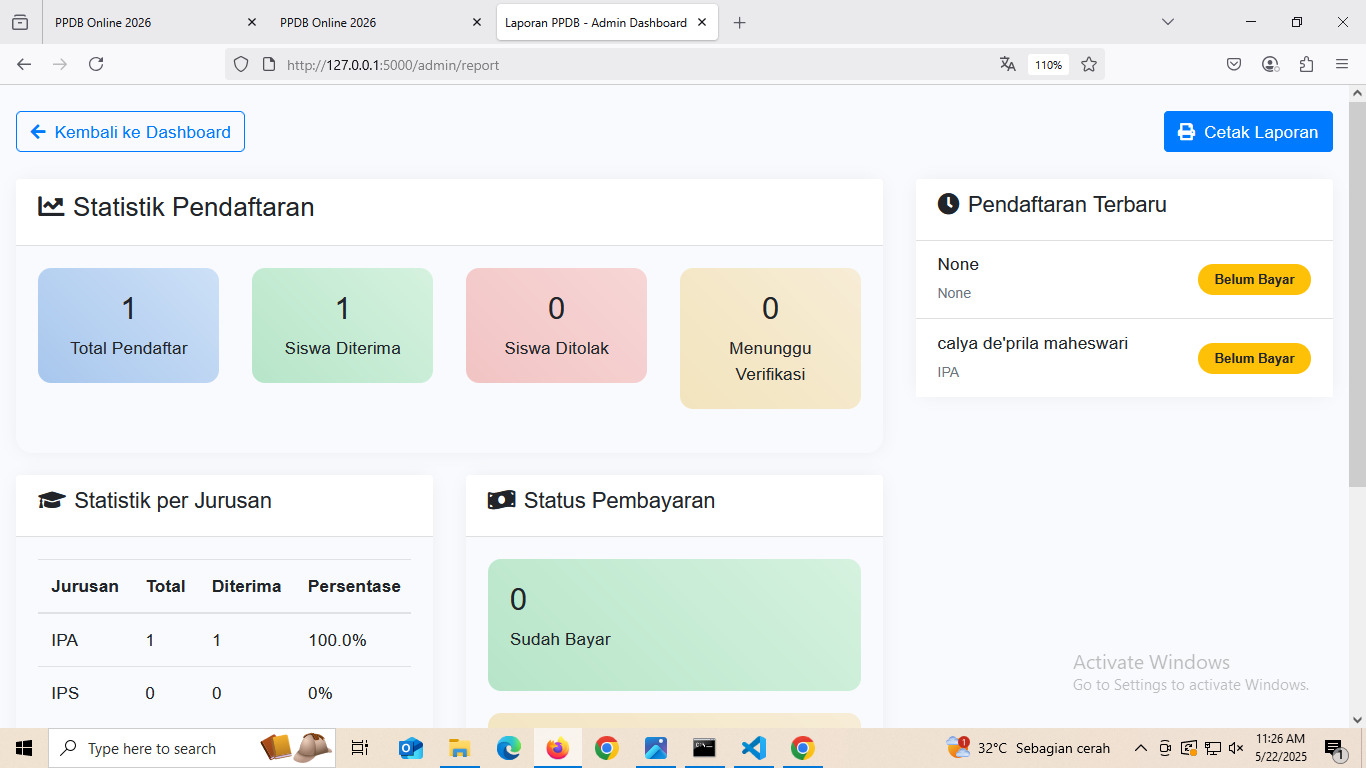 PPDB Online 2026
PPDB Online 2026
Laporan PPDB - Admin Dashboard
http://127.0.0.1:5000/admin/report
110%
Kembali ke Dashboard
Cetak Laporan
Statistik Pendaftaran
1
Total Pendaftar
1
Siswa Diterima
0
Siswa Ditolak
0
Menunggu
Verifikasi
Pendaftaran Terbaru
None
None
Belum Bayar
calya de'prila maheswari
IPA
Belum Bayar
Statistik per Jurusan
Jurusan Total Diterima Persentase
IPA 1 1 100.0%
IPS 0 0 0%
Status Pembayaran
0
Sudah Bayar
Activate Windows
Go to Settings to activate Windows.
Type here to search
1
32°C Sebagian cerah
11:26 AM
5/22/2025
1